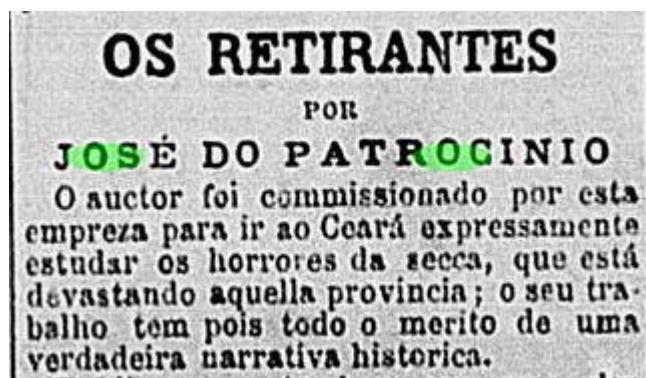 OS RETIRANTES
POR
JOSÉ DO PATROCINIO
O auctor foi commissionado por esta
empreza para ir ao Ceará expressamente
estudar os horrores da secca, que está
devastando aquella provincia; o seu tra-
balho tem pois todo o merito de uma
verdadeira narrativa historica.